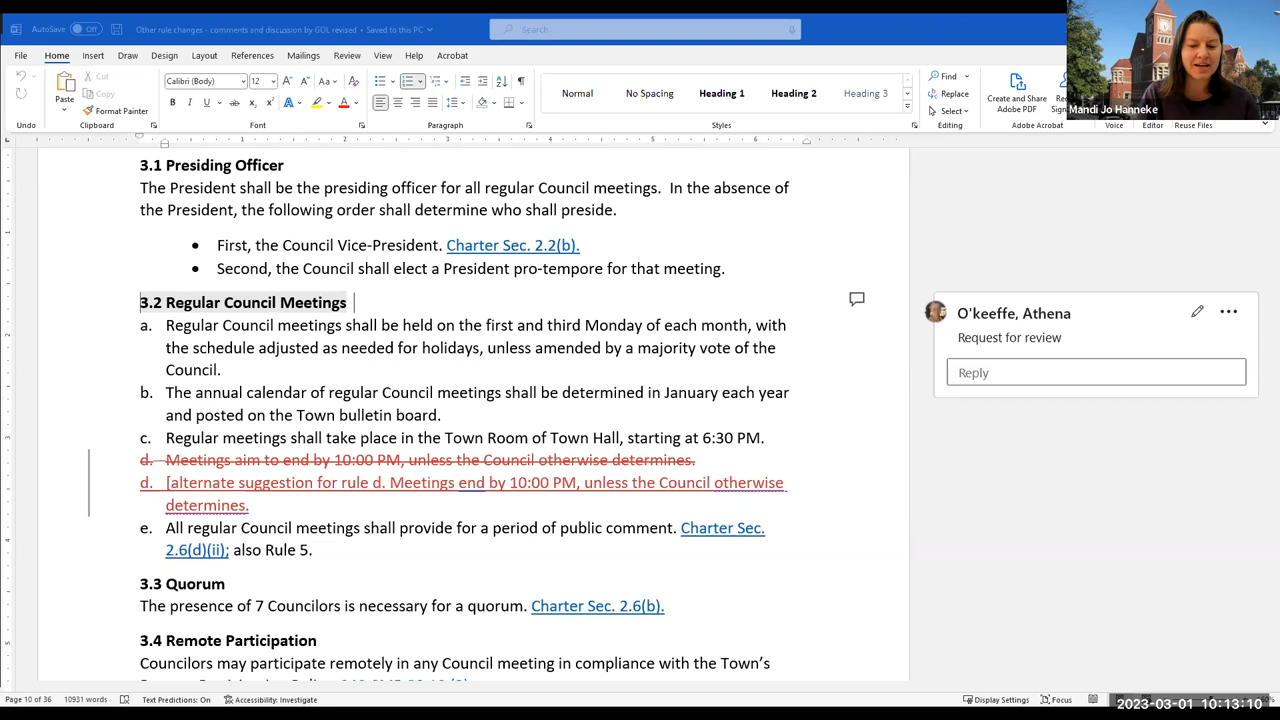 AutoSave Off Other rule changes - comments and discussion by GOL revised • Saved to this PC Search
File Home Insert Draw Design Layout References Mailings Review View Help Acrobat
Undo
Paste Cut Copy Format Painter
Clipboard
Calibri (Body) 12
Font
Paragraph
Normal No Spacing Heading 1 Heading 2 Heading 3
Styles
Find Replace Select
Editing
Create and Share
Adobe PDF
Adobe Acrobat
Voice Editor Reuse Files
Mandi Jo Hanneke
3.1 Presiding Officer
The President shall be the presiding officer for all regular Council meetings. In the absence of
the President, the following order shall determine who shall preside.
• First, the Council Vice-President. Charter Sec. 2.2(b).
• Second, the Council shall elect a President pro-tempore for that meeting.
3.2 Regular Council Meetings
a. Regular Council meetings shall be held on the first and third Monday of each month, with
the schedule adjusted as needed for holidays, unless amended by a majority vote of the
Council.
b. The annual calendar of regular Council meetings shall be determined in January each year
and posted on the Town bulletin board.
c. Regular meetings shall take place in the Town Room of Town Hall, starting at 6:30 PM.
d. Meetings aim to end by 10:00 PM, unless the Council otherwise determines.
d. [alternate suggestion for rule d. Meetings end by 10:00 PM, unless the Council otherwise
determines.
e. All regular Council meetings shall provide for a period of public comment. Charter Sec.
2.6(d)(ii); also Rule 5.
3.3 Quorum
The presence of 7 Councilors is necessary for a quorum. Charter Sec. 2.6(b).
3.4 Remote Participation
Councilors may participate remotely in any Council meeting in compliance with the Town's
O'keeffe, Athena
Request for review
Reply
Page 10 of 36 10931 words Text Predictions: On Accessibility: Investigate Display Settings Focus
2023-03-01 10:13:10